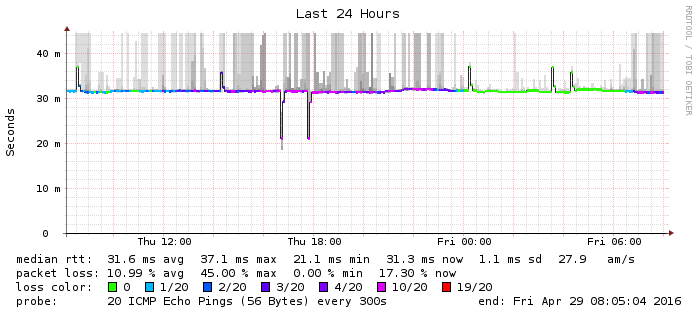 Last 24 Hours
RRDTOOL / TOBI OETIKER
Seconds
40 m
30 m
20 m
10 m
0
Thu 12:00 Thu 18:00 Fri 00:00 Fri 06:00
median rtt: 31.6 ms avg 37.1 ms max 21.1 ms min 31.3 ms now 1.1 ms sd 27.9 am/s
packet loss: 10.99 % avg 45.00 % max 0.00 % min 17.30 % now
loss color: 0 1/20 2/20 3/20 4/20 10/20 19/20
probe: 20 ICMP Echo Pings (56 Bytes) every 300s end: Fri Apr 29 08:05:04 2016